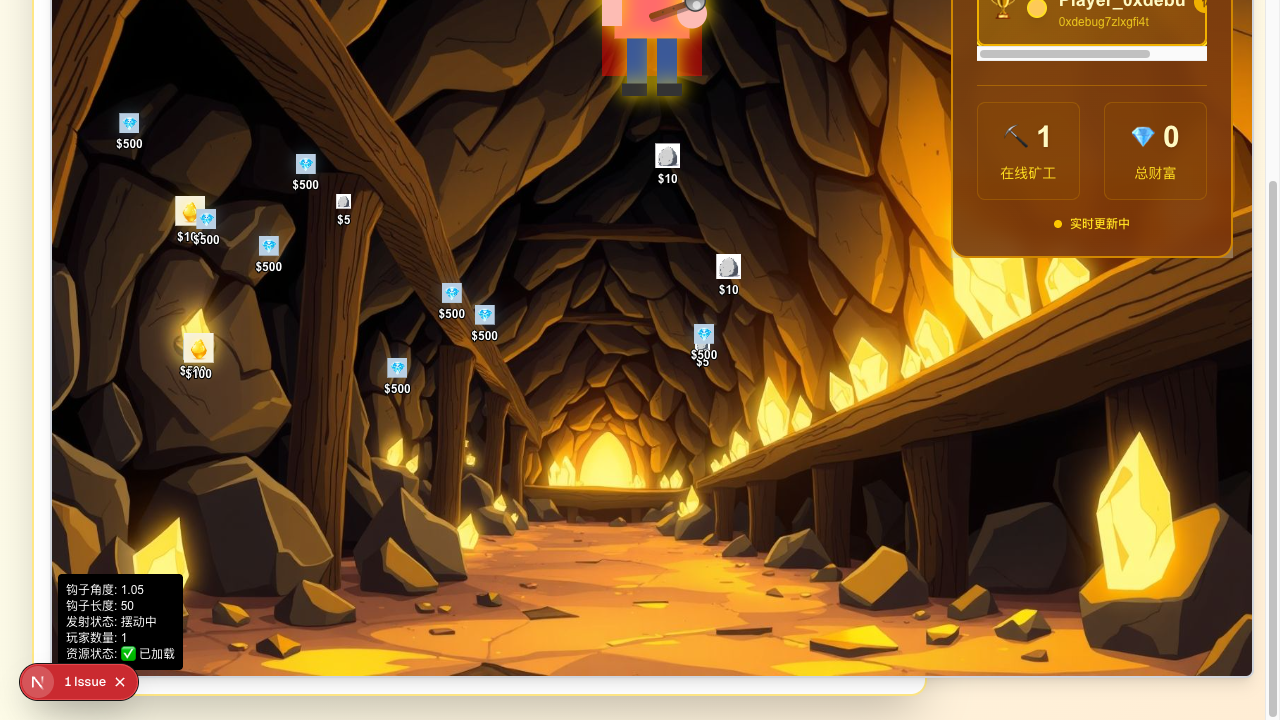 Player_0xdebu
0xdebug7zlxgfi4t
1
在线矿工
0
总财富
实时更新中
$500
$500
$10
$5
$500
$500
$10
$500
$500
$500
$100
$500
钩子角度: 1.05
钩子长度: 50
发射状态: 摆动中
玩家数量: 1
资源状态: ✅ 已加载
1 Issue